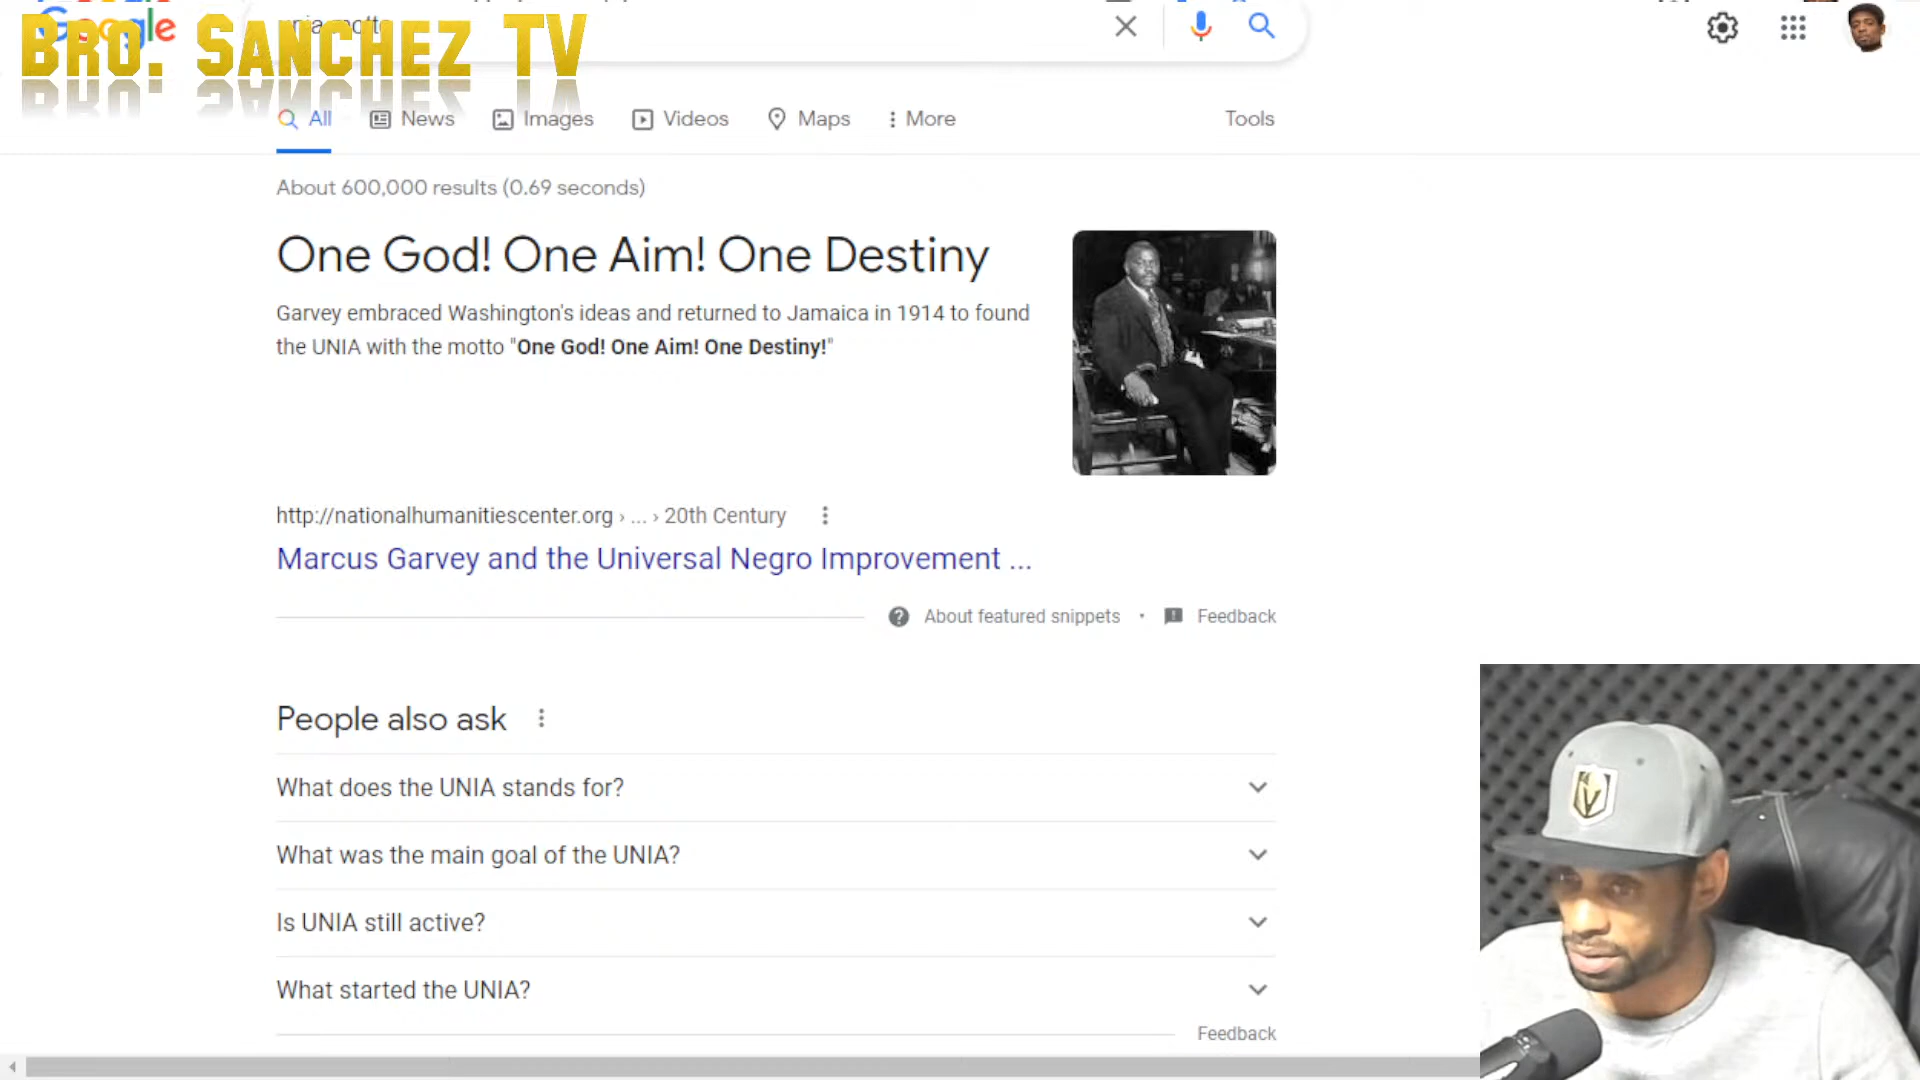 BRO. SANCHEZ TV
Google
unia motto
All
News
Images
Videos
Maps
More
Tools
About 600,000 results (0.69 seconds)
One God! One Aim! One Destiny
Garvey embraced Washington's ideas and returned to Jamaica in 1914 to found
the UNIA with the motto "One God! One Aim! One Destiny!"
http://nationalhumanitiescenter.org › ... › 20th Century
Marcus Garvey and the Universal Negro Improvement ...
About featured snippets • Feedback
People also ask
What does the UNIA stands for?
What was the main goal of the UNIA?
Is UNIA still active?
What started the UNIA?
Feedback